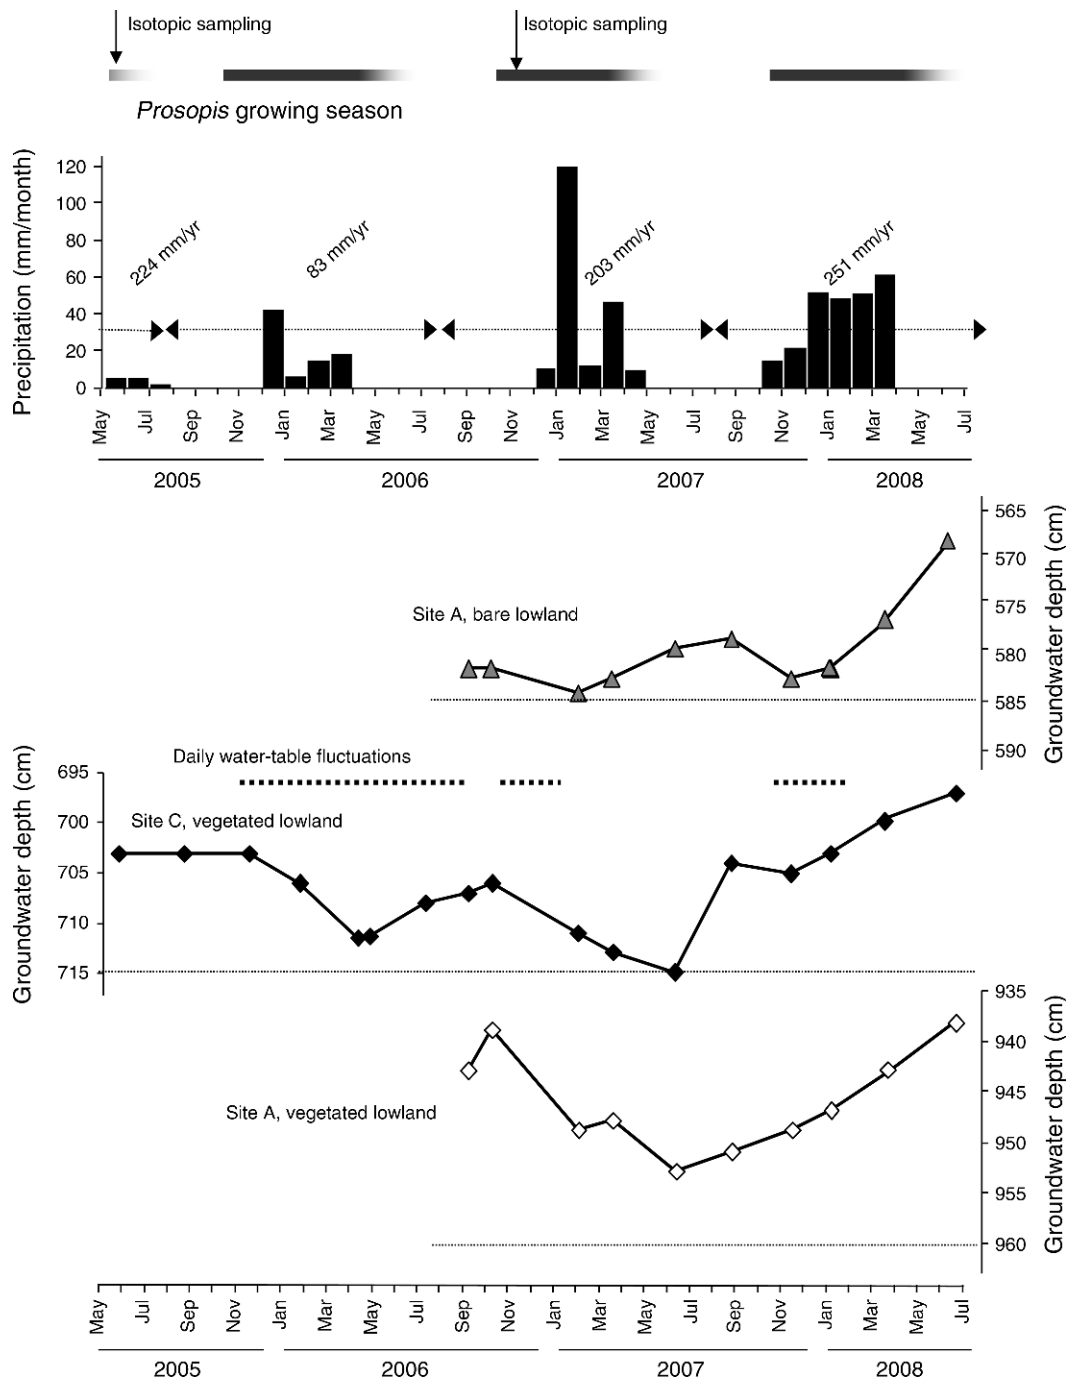 Isotopic sampling
Isotopic sampling
Prosopis growing season
Precipitation (mm/month)
120
100
80
60
40
20
0
224 mm/yr
83 mm/yr
203 mm/yr
251 mm/yr
May Jul Sep Nov Jan Mar May Jul Sep Nov Jan Mar May Jul Sep Nov Jan Mar May Jul
2005 2006 2007 2008
Groundwater depth (cm)
565
570
575
580
585
590
Site A, bare lowland
Daily water-table fluctuations
Groundwater depth (cm)
695
700
705
710
715
Site C, vegetated lowland
Groundwater depth (cm)
935
940
945
950
955
960
Site A, vegetated lowland
May Jul Sep Nov Jan Mar May Jul Sep Nov Jan Mar May Jul Sep Nov Jan Mar May Jul
2005 2006 2007 2008